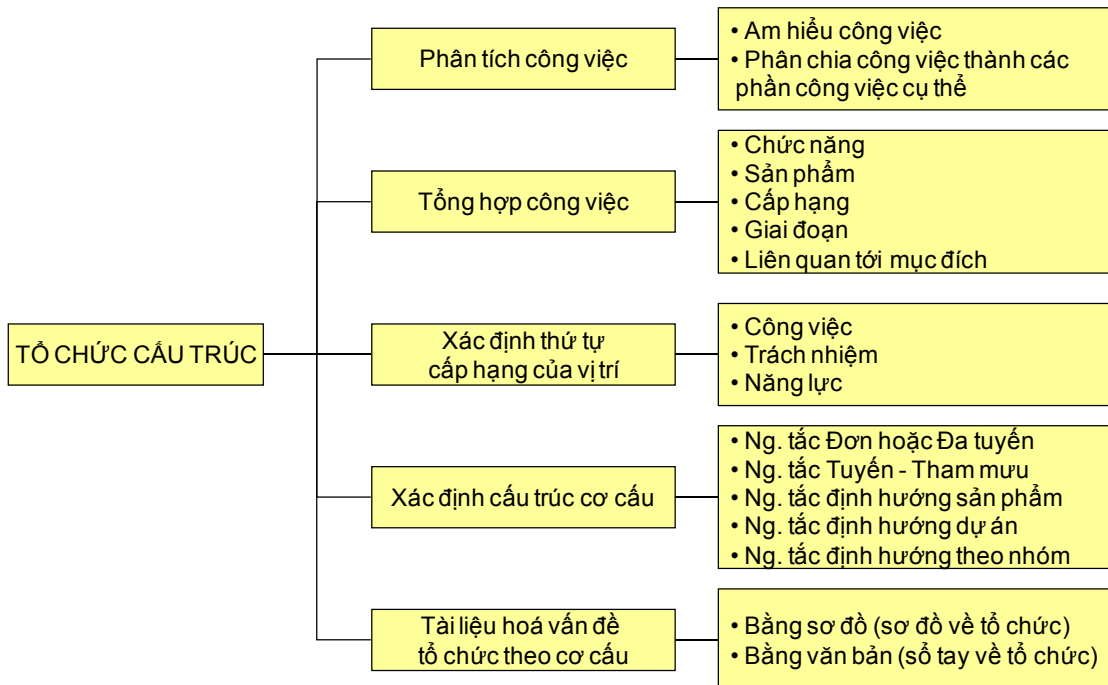 TỔ CHỨC CẤU TRÚC
Phân tích công việc
• Am hiểu công việc
• Phân chia công việc thành các
phần công việc cụ thể
Tổng hợp công việc
• Chức năng
• Sản phẩm
• Cấp hạng
• Giai đoạn
• Liên quan tới mục đích
Xác định thứ tự
cấp hạng của vị trí
• Công việc
• Trách nhiệm
• Năng lực
Xác định cấu trúc cơ cấu
• Ng. tắc Đơn hoặc Đa tuyến
• Ng. tắc Tuyến - Tham mưu
• Ng. tắc định hướng sản phẩm
• Ng. tắc định hướng dự án
• Ng. tắc định hướng theo nhóm
Tài liệu hoá vấn đề
tổ chức theo cơ cấu
• Bằng sơ đồ (sơ đồ về tổ chức)
• Bằng văn bản (sổ tay về tổ chức)